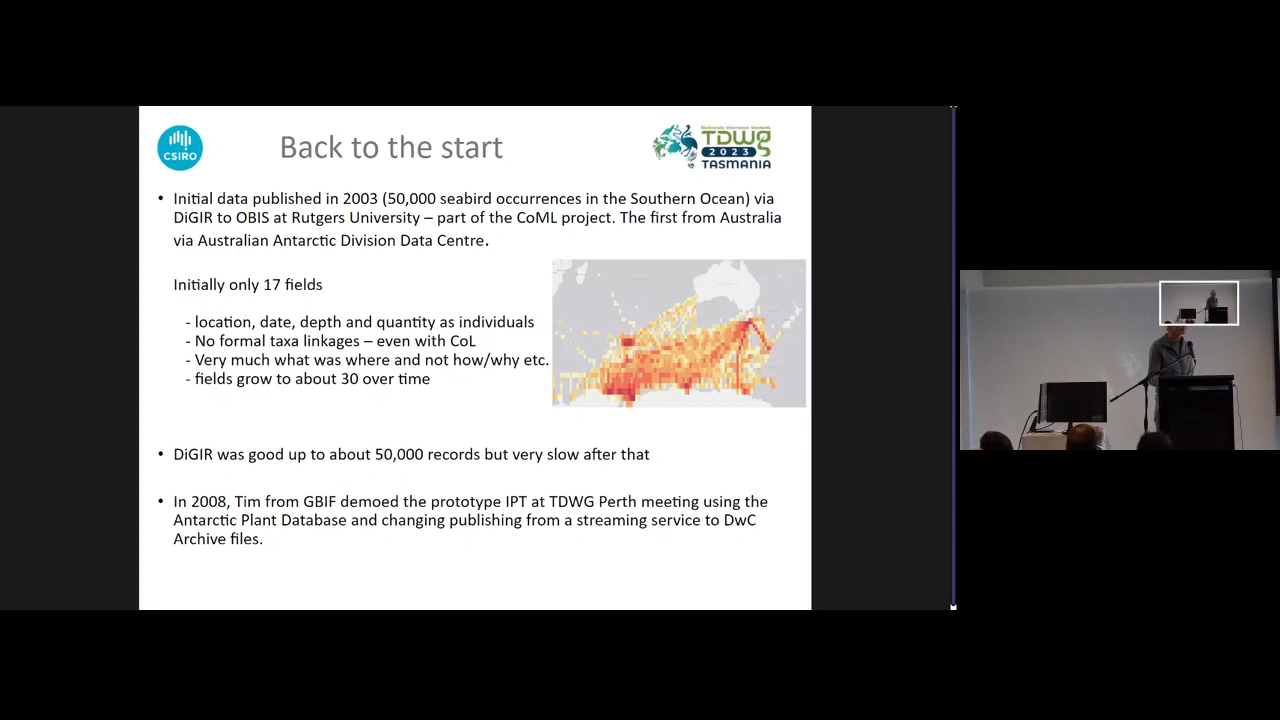 CSIRO
Back to the start
Biodiversity Information Standards
TDWG
2023
TASMANIA
• Initial data published in 2003 (50,000 seabird occurrences in the Southern Ocean) via
DiGIR to OBIS at Rutgers University – part of the CoML project. The first from Australia
via Australian Antarctic Division Data Centre.
Initially only 17 fields
- location, date, depth and quantity as individuals
- No formal taxa linkages – even with CoL
- Very much what was where and not how/why etc.
- fields grow to about 30 over time
• DiGIR was good up to about 50,000 records but very slow after that
• In 2008, Tim from GBIF demoed the prototype IPT at TDWG Perth meeting using the
Antarctic Plant Database and changing publishing from a streaming service to DwC
Archive files.